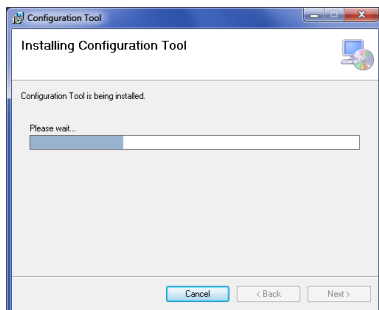 Configuration Tool
Installing Configuration Tool
Configuration Tool is being installed.
Please wait...
Cancel
< Back
Next >